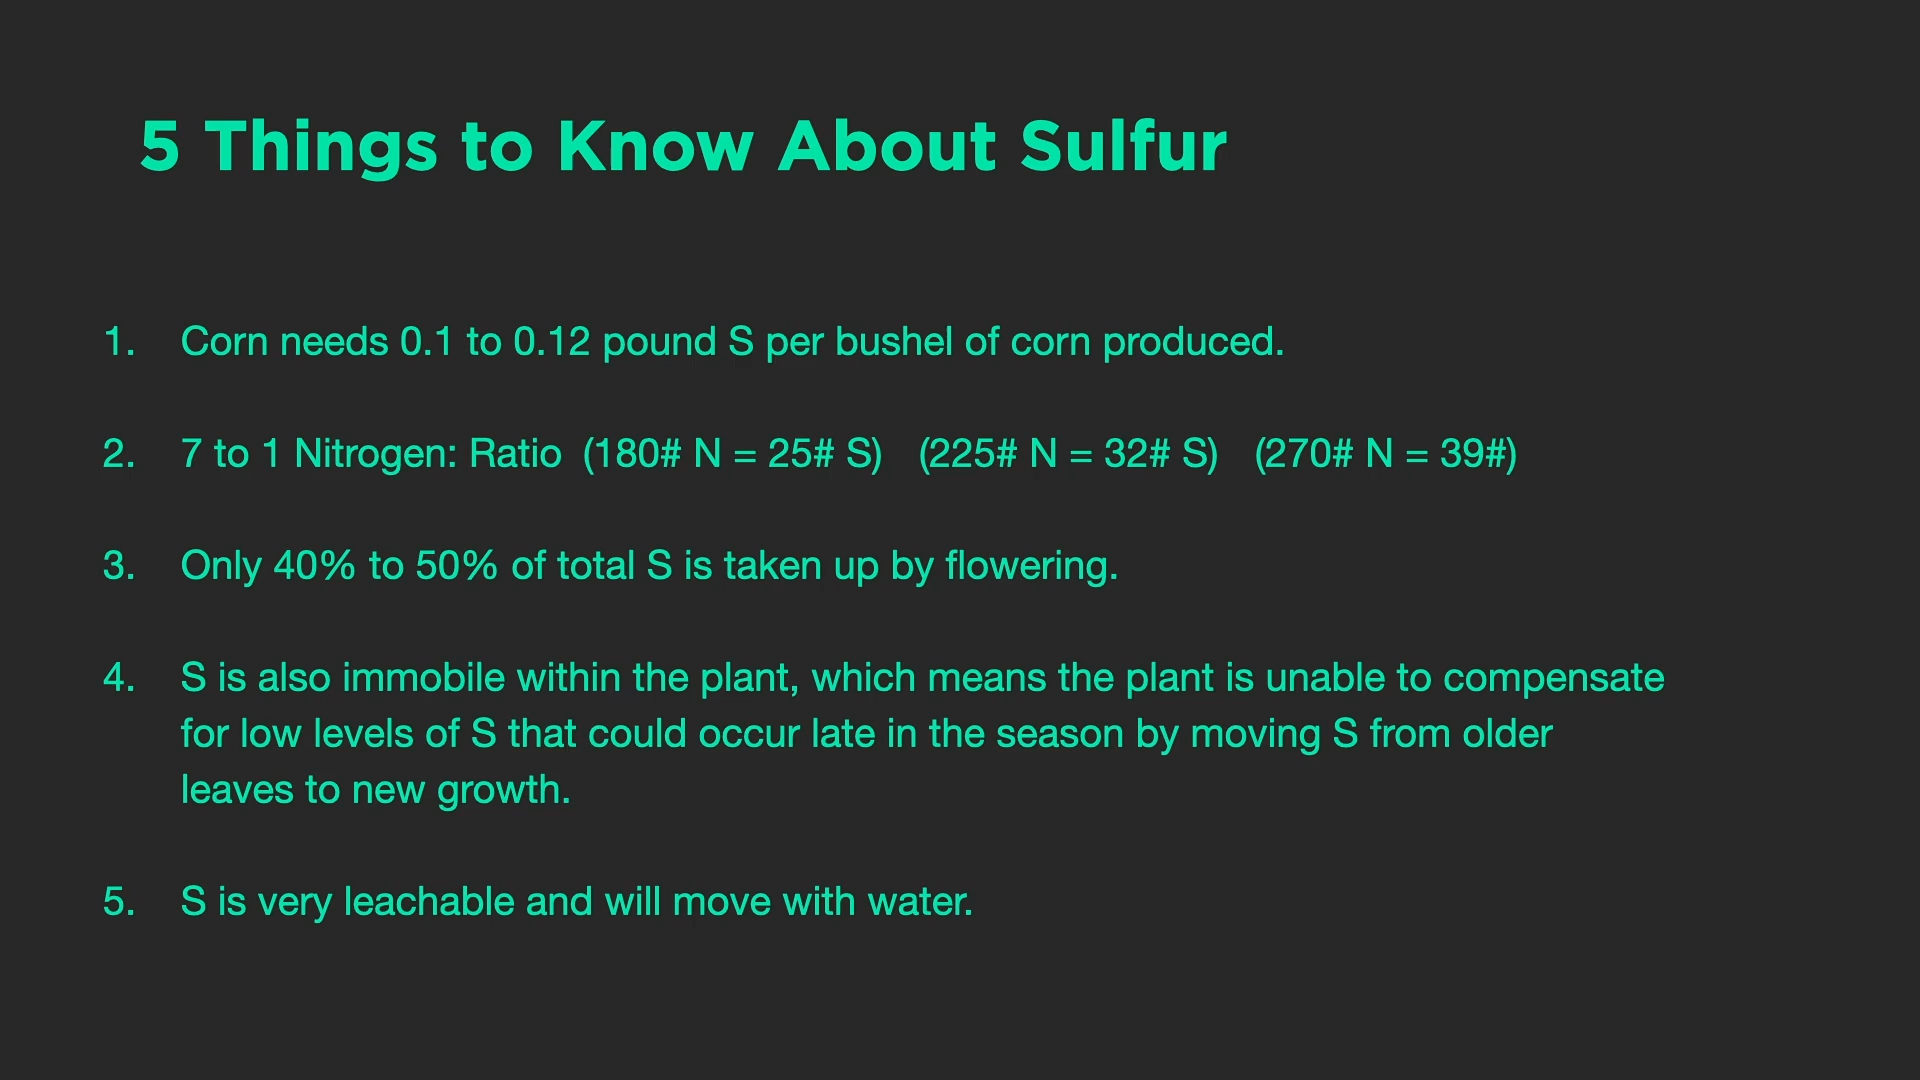 5 Things to Know About Sulfur
1. Corn needs 0.1 to 0.12 pound S per bushel of corn produced.
2. 7 to 1 Nitrogen: Ratio (180# N = 25# S) (225# N = 32# S) (270# N = 39#)
3. Only 40% to 50% of total S is taken up by flowering.
4. S is also immobile within the plant, which means the plant is unable to compensate
for low levels of S that could occur late in the season by moving S from older
leaves to new growth.
5. S is very leachable and will move with water.